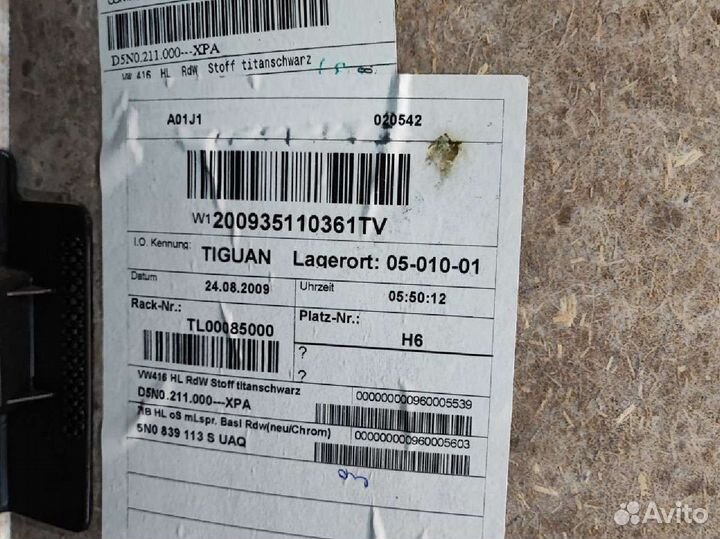 D5N0.211.000---XPA
VW 416 HL RdW Stoff titanschwarz
A01J1 020542
W1200935110361TV
I.O. Kennung: TIGUAN Lagerort: 05-010-01
Datum 24.08.2009 Uhrzeit 05:50:12
Rack-Nr.: TL00085000 Platz-Nr.: H6
?
?
VW416 HL RdW Stoff titanschwarz 000000000960005539
D5N0.211.000---XPA
HL oS mLspr. Basl Rdw(neu/Chrom) 000000000960005603
5N0 839 113 S UAQ
Avito